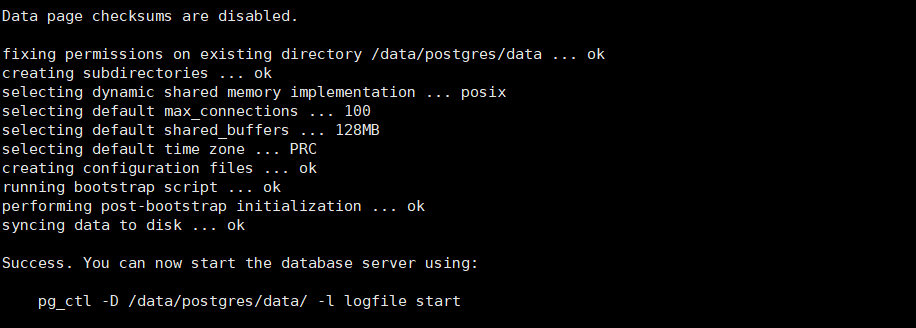 Data page checksums are disabled.
fixing permissions on existing directory /data/postgres/data ... ok
creating subdirectories ... ok
selecting dynamic shared memory implementation ... posix
selecting default max_connections ... 100
selecting default shared_buffers ... 128MB
selecting default time zone ... PRC
creating configuration files ... ok
running bootstrap script ... ok
performing post-bootstrap initialization ... ok
syncing data to disk ... ok
Success. You can now start the database server using:
    pg_ctl -D /data/postgres/data/ -l logfile start